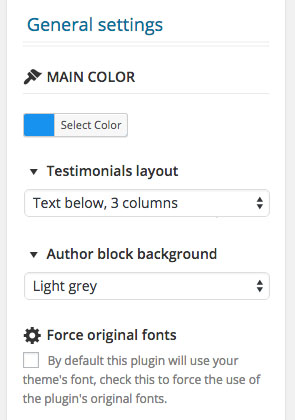 General settings
MAIN COLOR
Select Color
Testimonials layout
Text below, 3 columns
Author block background
Light grey
Force original fonts
By default this plugin will use your
theme's font, check this to force the use of
the plugin's original fonts.